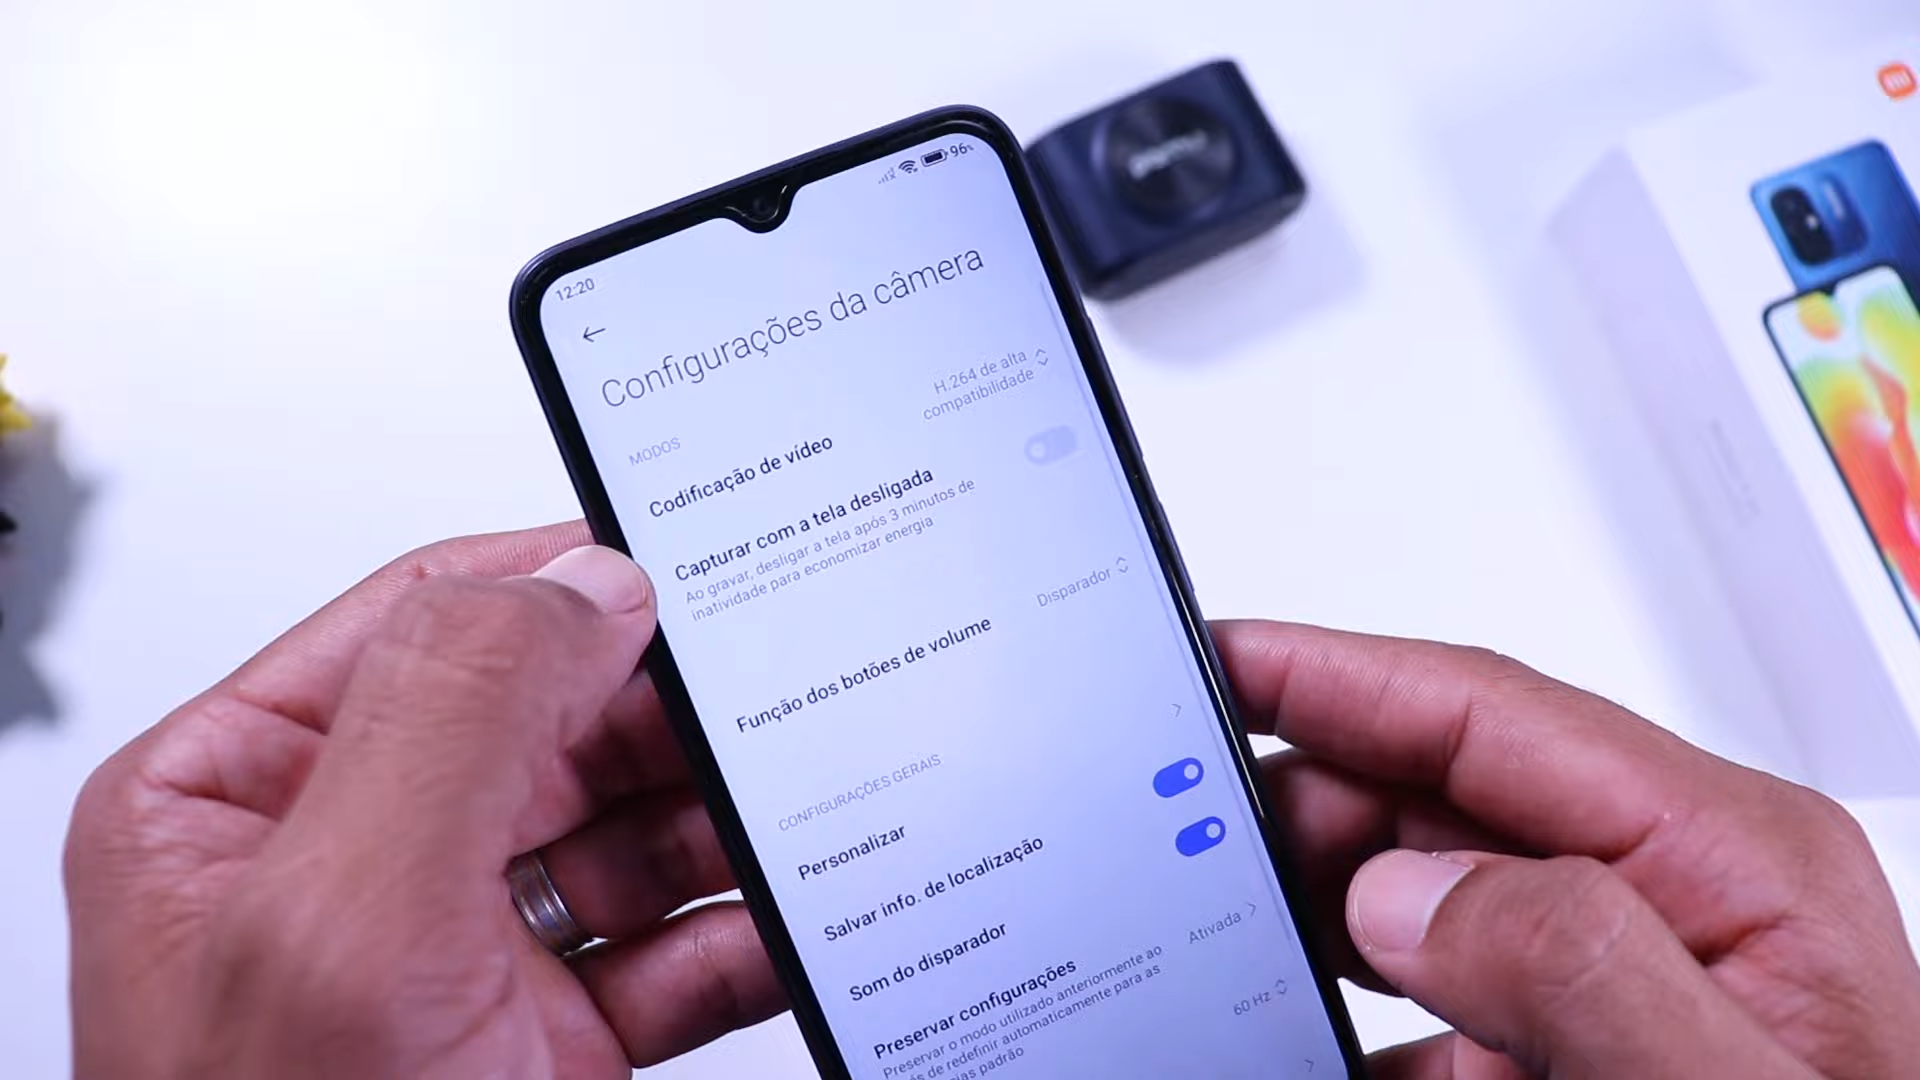 12:20
96%
Configurações da câmera
MODOS
Codificação de vídeo
H.264 de alta
compatibilidade
Capturar com a tela desligada
Ao gravar, desligar a tela após 3 minutos de
inatividade para economizar energia
Função dos botões de volume
Disparador
CONFIGURAÇÕES GERAIS
Personalizar
Salvar info. de localização
Som do disparador
Preservar configurações
Preservar o modo utilizado anteriormente ao
de redefinir automaticamente para as
padrão
Ativada
60 Hz
mi